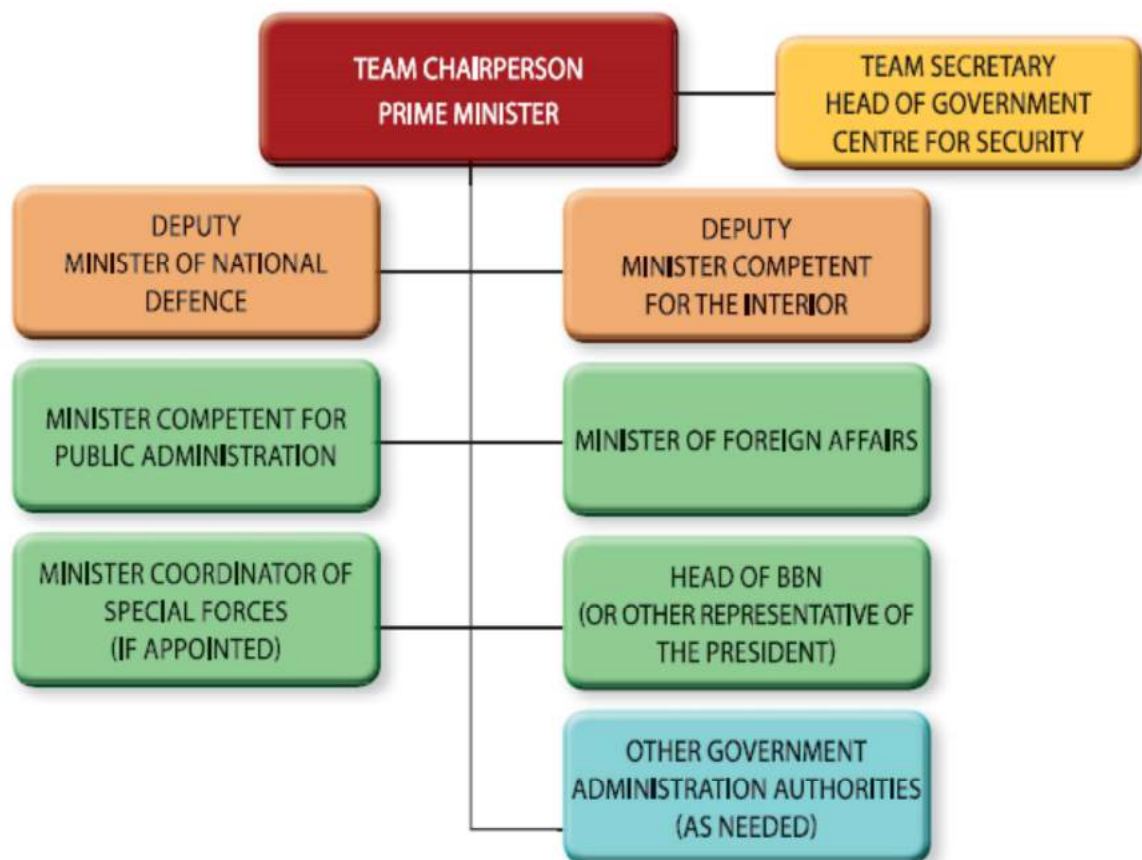 TEAM CHAIRPERSON
PRIME MINISTER
TEAM SECRETARY
HEAD OF GOVERNMENT
CENTRE FOR SECURITY
DEPUTY
MINISTER OF NATIONAL
DEFENCE
DEPUTY
MINISTER COMPETENT
FOR THE INTERIOR
MINISTER COMPETENT FOR
PUBLIC ADMINISTRATION
MINISTER OF FOREIGN AFFAIRS
MINISTER COORDINATOR OF
SPECIAL FORCES
(IF APPOINTED)
HEAD OF BBN
(OR OTHER REPRESENTATIVE OF
THE PRESIDENT)
OTHER GOVERNMENT
ADMINISTRATION AUTHORITIES
(AS NEEDED)